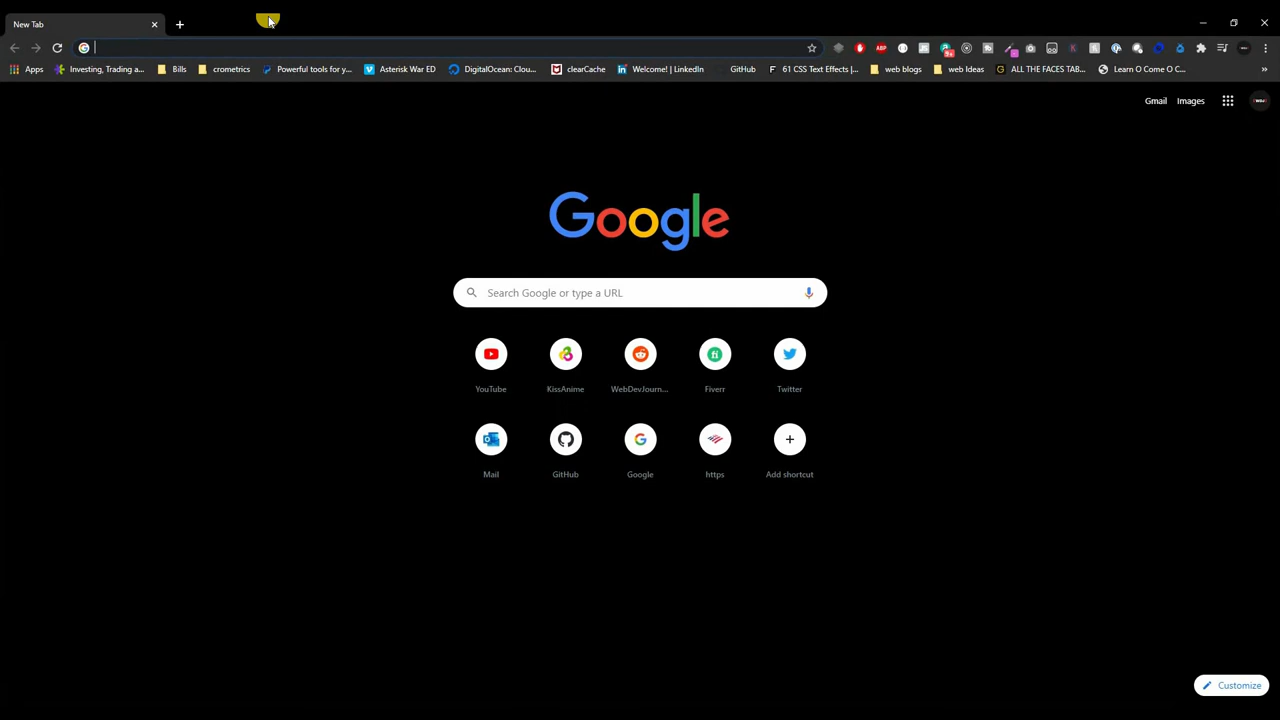 New Tab
Apps
Investing, Trading a...
Bills
crometrics
Powerful tools for y...
Asterisk War ED
DigitalOcean: Clou...
clearCache
Welcome! | LinkedIn
GitHub
61 CSS Text Effects |...
web blogs
web Ideas
ALL THE FACES TAB...
Learn O Come O C...
Gmail
Images
Google
Search Google or type a URL
YouTube
KissAnime
WebDevJourn...
Fiverr
Twitter
Mail
GitHub
Google
https
Add shortcut
Customize